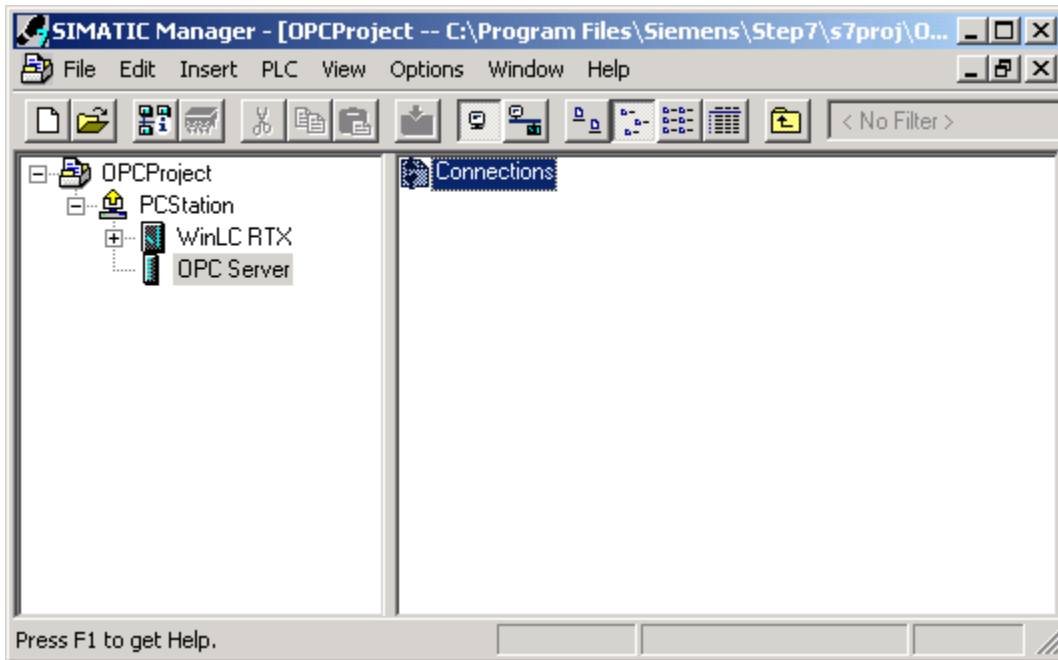 SIMATIC Manager - [OPCProject -- C:\Program Files\Siemens\Step7\s7proj\O...
File Edit Insert PLC View Options Window Help
< No Filter >
OPCProject
PCStation
WinLC RTX
OPC Server
Connections
Press F1 to get Help.